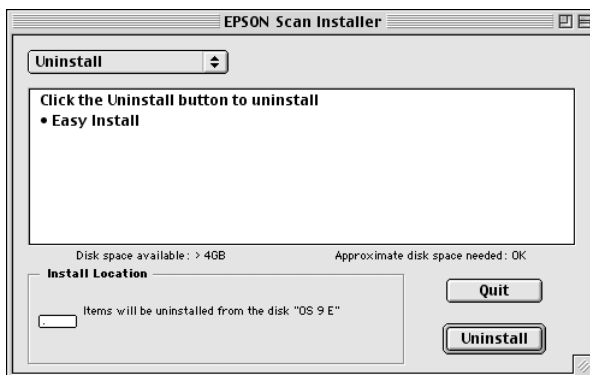 EPSON Scan Installer
Uninstall
Click the Uninstall button to uninstall
• Easy Install
Disk space available: > 4GB
Approximate disk space needed: OK
Install Location
Items will be uninstalled from the disk "OS 9 E"
Quit
Uninstall